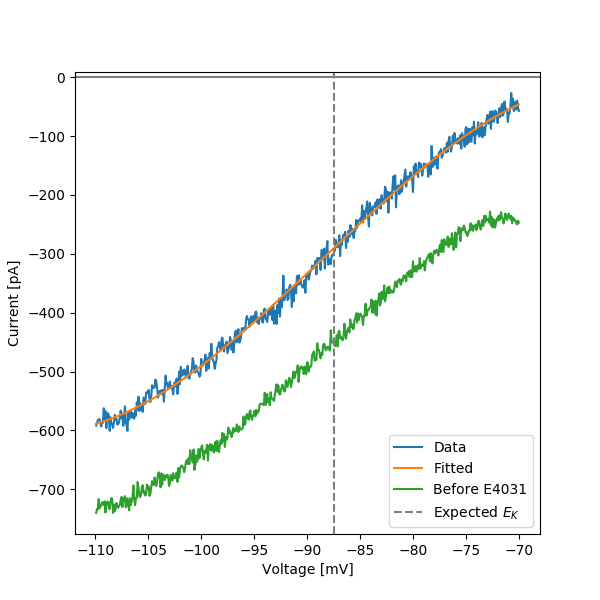 0
−100
−200
−300
−400
−500
−600
−700
Current [pA]
Data
Fitted
Before E4031
Expected E_K
−110 −105 −100 −95 −90 −85 −80 −75 −70
Voltage [mV]